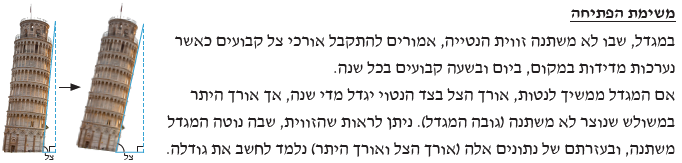 משימת הפתיחה
במגדל, שבו לא משתנה זווית הנטייה, אמורים להתקבל אורכי צל קבועים כאשר
נערכות מדידות במקום, ביום ובשעה קבועים בכל שנה.
אם המגדל ממשיך לנטות, אורך הצל בצד הנטוי יגדל מדי שנה, אך אורך היתר
במשולש שנוצר לא משתנה (גובה המגדל). ניתן לראות שהזווית, שבה נוטה המגדל
משתנה, ובעזרתם של נתונים אלה (אורך הצל ואורך היתר) נלמד לחשב את גודלה.
צל
צל